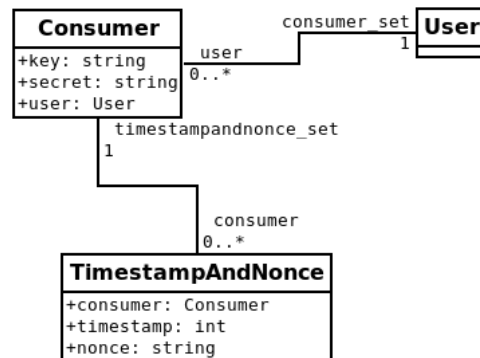 Consumer
+key: string
+secret: string
+user: User
user
0..*
consumer_set
1
User
timestampandnonce_set
1
consumer
0..*
TimestampAndNonce
+consumer: Consumer
+timestamp: int
+nonce: string